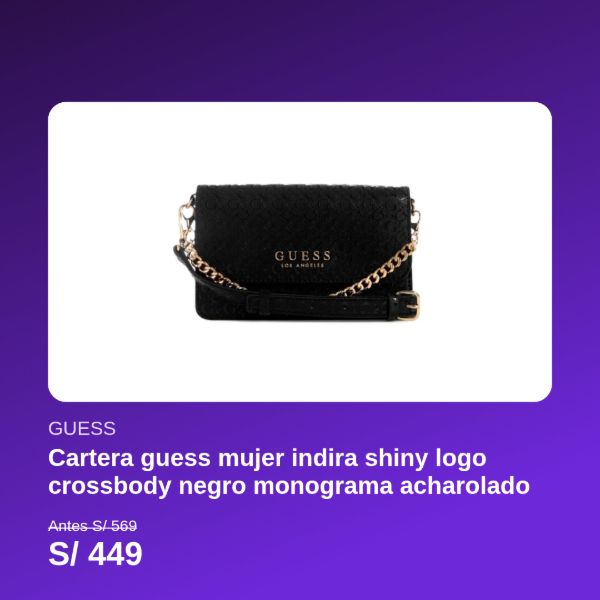 GUESS
LOS ANGELES
GUESS
Cartera guess mujer indira shiny logo
crossbody negro monograma acharolado
Antes S/ 569
S/ 449